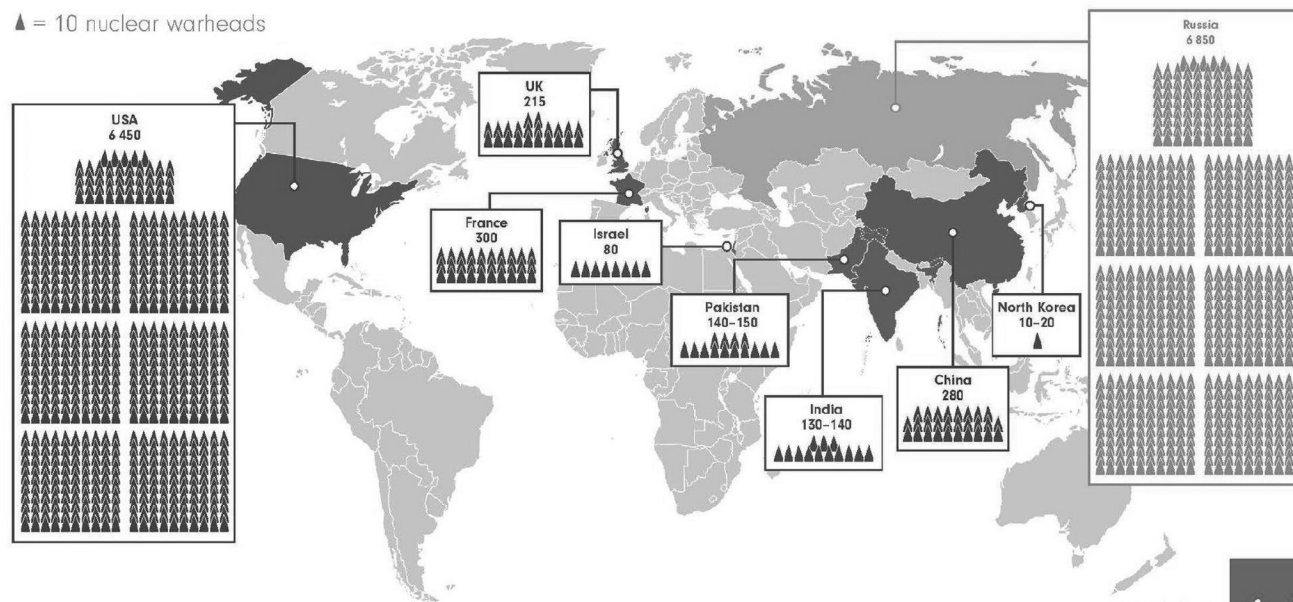 = 10 nuclear warheads
USA
6 450
UK
215
France
300
Israel
80
Pakistan
140–150
India
130–140
China
280
North Korea
10–20
Russia
6 850